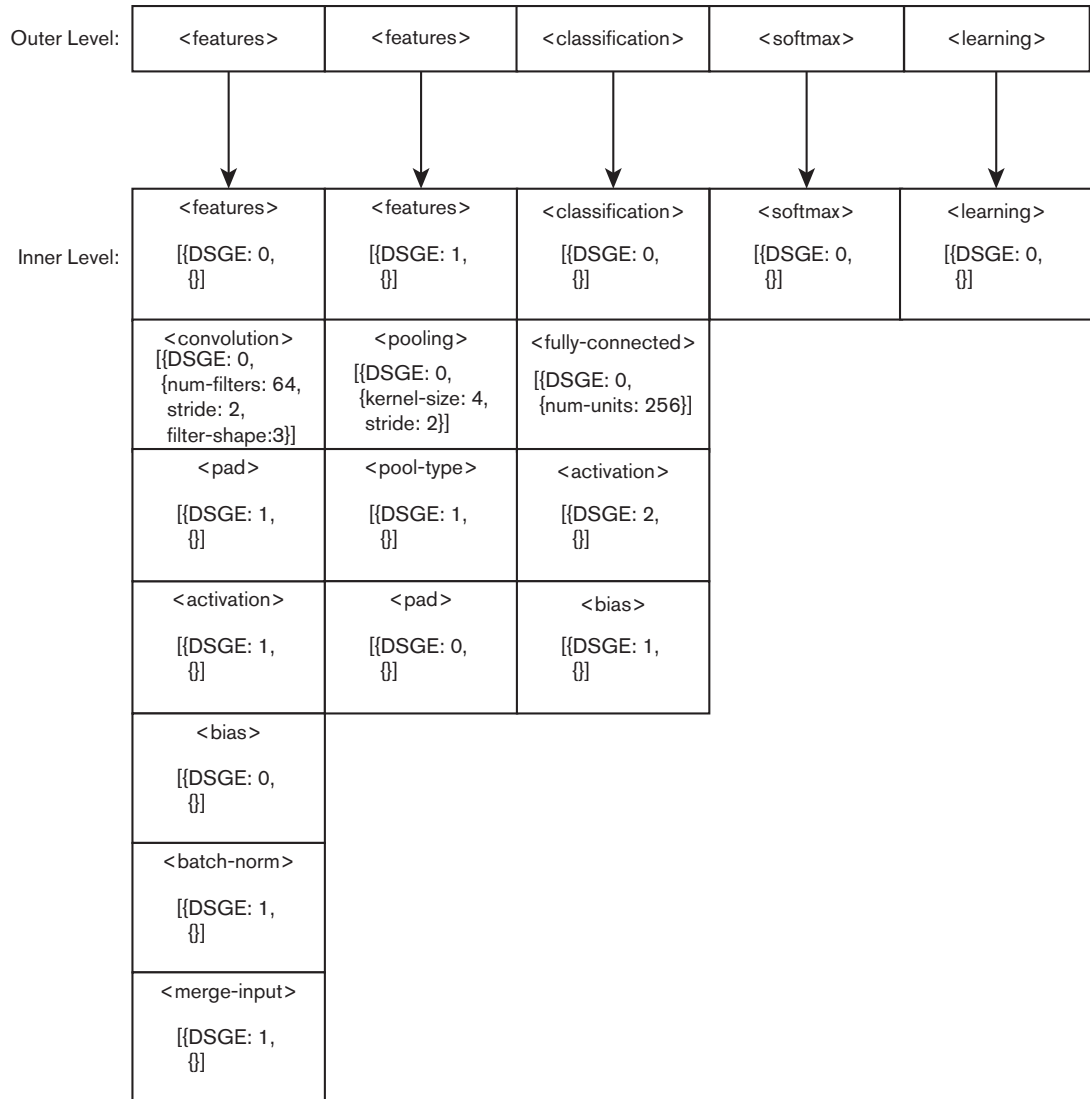 Outer Level:
<features>
<features>
<classification>
<softmax>
<learning>
Inner Level:
<features>
[{DSGE: 0,
{}]
<features>
[{DSGE: 1,
{}]
<classification>
[{DSGE: 0,
{}]
<softmax>
[{DSGE: 0,
{}]
<learning>
[{DSGE: 0,
{}]
<convolution>
[{DSGE: 0,
{num-filters: 64,
stride: 2,
filter-shape:3}]
<pooling>
[{DSGE: 0,
{kernel-size: 4,
stride: 2}]
<fully-connected>
[{DSGE: 0,
{num-units: 256}]
<pad>
[{DSGE: 1,
{}]
<pool-type>
[{DSGE: 1,
{}]
<activation>
[{DSGE: 2,
{}]
<activation>
[{DSGE: 1,
{}]
<pad>
[{DSGE: 0,
{}]
<bias>
[{DSGE: 1,
{}]
<bias>
[{DSGE: 0,
{}]
<batch-norm>
[{DSGE: 1,
{}]
<merge-input>
[{DSGE: 1,
{}]